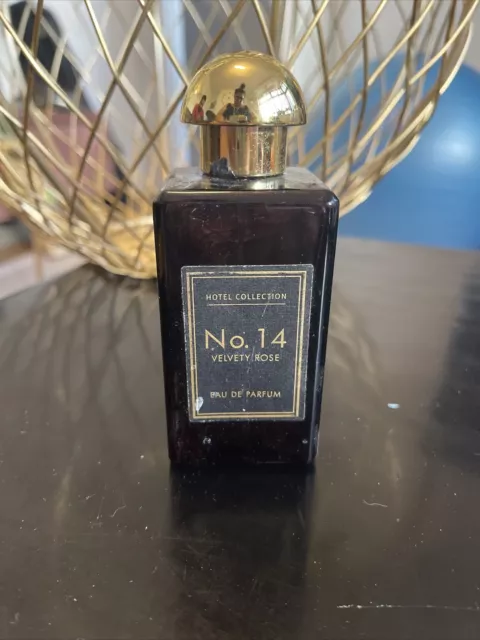 HOTEL COLLECTION
No. 14
VELVETY ROSE
EAU DE PARFUM